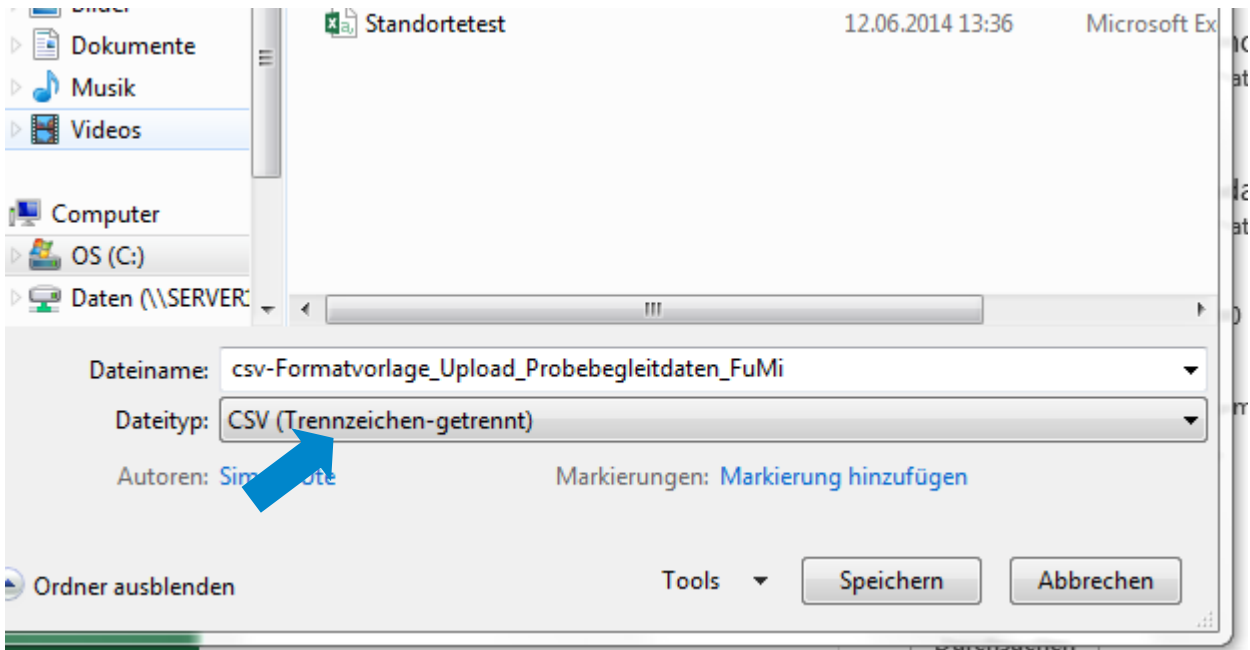 Bilder
Standortetest 12.06.2014 13:36 Microsoft Ex
Dokumente
Musik
Videos
Computer
OS (C:)
Daten (\\SERVER
Dateiname: csv-Formatvorlage_Upload_Probebegleitdaten_FuMi
Dateityp: CSV (Trennzeichen-getrennt)
Autoren: Markierungen: Markierung hinzufügen
Ordner ausblenden Tools Speichern Abbrechen
Durchsuchen